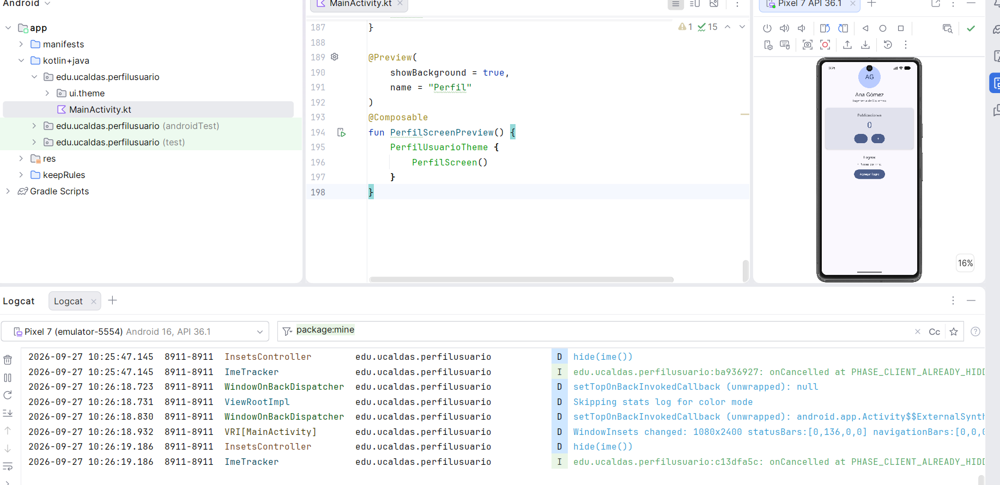 Android
app
manifests
kotlin+java
edu.ucaldas.perfilusuario
ui.theme
MainActivity.kt
edu.ucaldas.perfilusuario (androidTest)
edu.ucaldas.perfilusuario (test)
res
keepRules
Gradle Scripts
MainActivity.kt
1 15
187 }
188
189 @Preview(
190 showBackground = true,
191 name = "Perfil"
192 )
193 @Composable
194 fun PerfilScreenPreview() {
195 PerfilUsuarioTheme {
196 PerfilScreen()
197 }
198 }
Pixel 7 API 36.1
3:26
AG
Ana Gómez
Ingeniería de Sistemas
Publicaciones
0
+
Logros
Agregar logro
16%
Logcat
Logcat
Pixel 7 (emulator-5554) Android 16, API 36.1
package:mine
Cc
2026-09-27 10:25:47.145 8911-8911 InsetsController edu.ucaldas.perfilusuario D hide(ime())
2026-09-27 10:25:47.145 8911-8911 ImeTracker edu.ucaldas.perfilusuario I edu.ucaldas.perfilusuario:ba936927: onCancelled at PHASE_CLIENT_ALREADY_HIDD
2026-09-27 10:26:18.723 8911-8911 WindowOnBackDispatcher edu.ucaldas.perfilusuario D setTopOnBackInvokedCallback (unwrapped): null
2026-09-27 10:26:18.731 8911-8911 ViewRootImpl edu.ucaldas.perfilusuario D Skipping stats log for color mode
2026-09-27 10:26:18.830 8911-8911 WindowOnBackDispatcher edu.ucaldas.perfilusuario D setTopOnBackInvokedCallback (unwrapped): android.app.Activity$$ExternalSynth
2026-09-27 10:26:18.932 8911-8911 VRI[MainActivity] edu.ucaldas.perfilusuario D WindowInsets changed: 1080x2400 statusBars:[0,136,0,0] navigationBars:[0,0,0
2026-09-27 10:26:19.186 8911-8911 InsetsController edu.ucaldas.perfilusuario D hide(ime())
2026-09-27 10:26:19.186 8911-8911 ImeTracker edu.ucaldas.perfilusuario I edu.ucaldas.perfilusuario:c13dfa5c: onCancelled at PHASE_CLIENT_ALREADY_HIDD